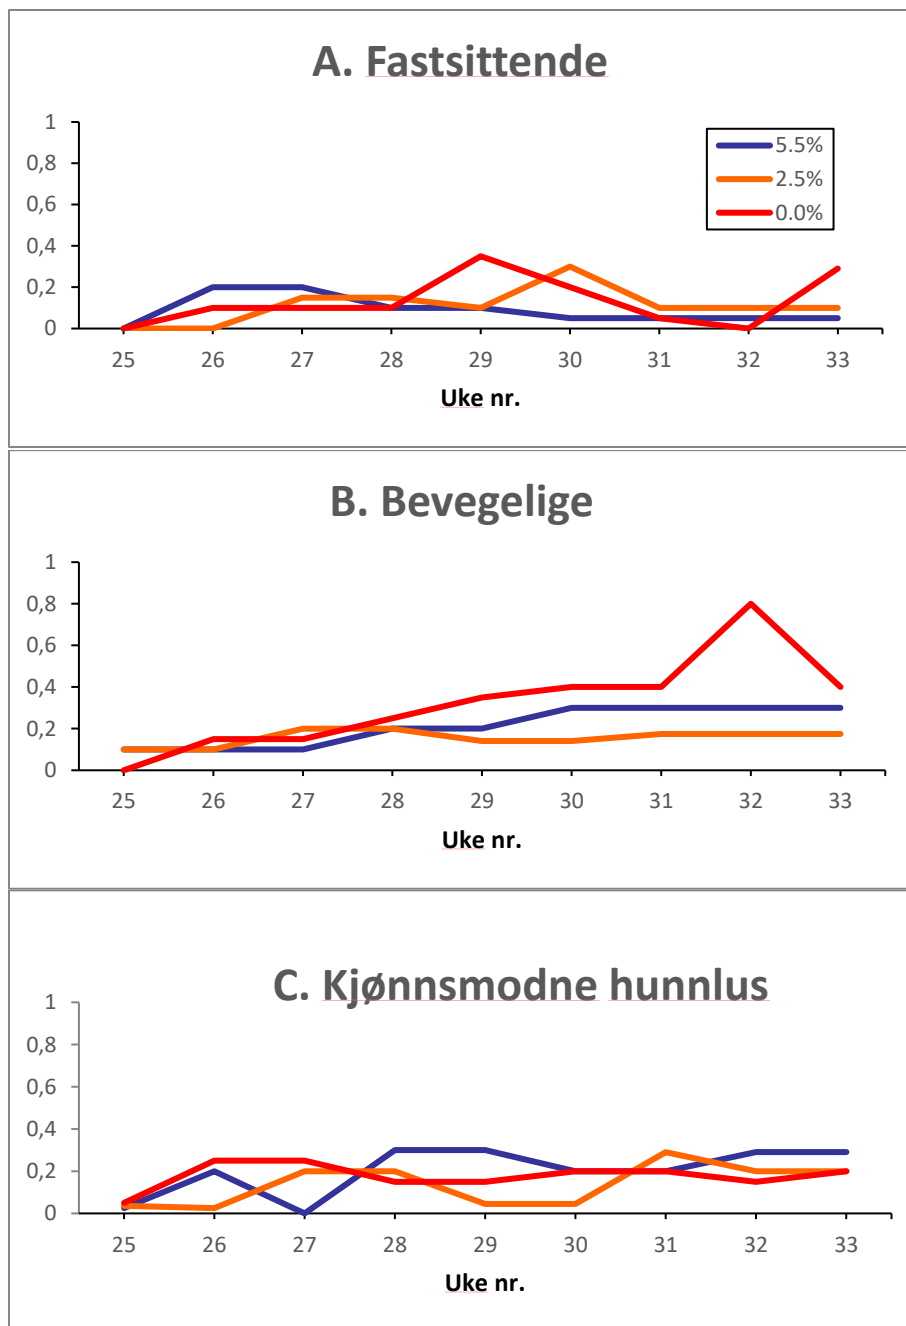 A. Fastsittende
1
0,8
0,6
0,4
0,2
0
5.5%
2.5%
0.0%
25 26 27 28 29 30 31 32 33
Uke nr.
B. Bevegelige
1
0,8
0,6
0,4
0,2
0
25 26 27 28 29 30 31 32 33
Uke nr.
C. Kjønnsmodne hunnlus
1
0,8
0,6
0,4
0,2
0
25 26 27 28 29 30 31 32 33
Uke nr.